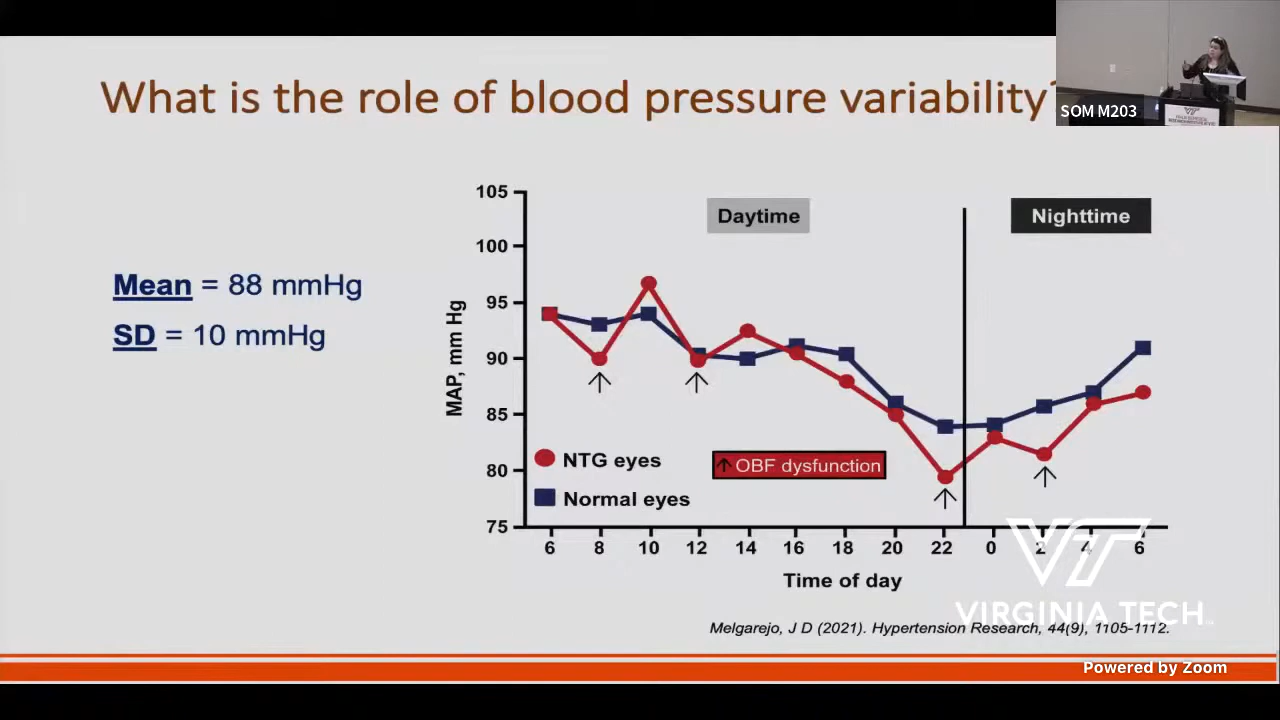 What is the role of blood pressure variability?
SOM M203
Mean = 88 mmHg
SD = 10 mmHg
Daytime
Nighttime
MAP, mm Hg
105
100
95
90
85
80
75
NTG eyes
Normal eyes
↑ OBF dysfunction
6 8 10 12 14 16 18 20 22 0 2 4 6
Time of day
VT
VIRGINIA TECH
Melgarejo, J D (2021). Hypertension Research, 44(9), 1105-1112.
Powered by Zoom